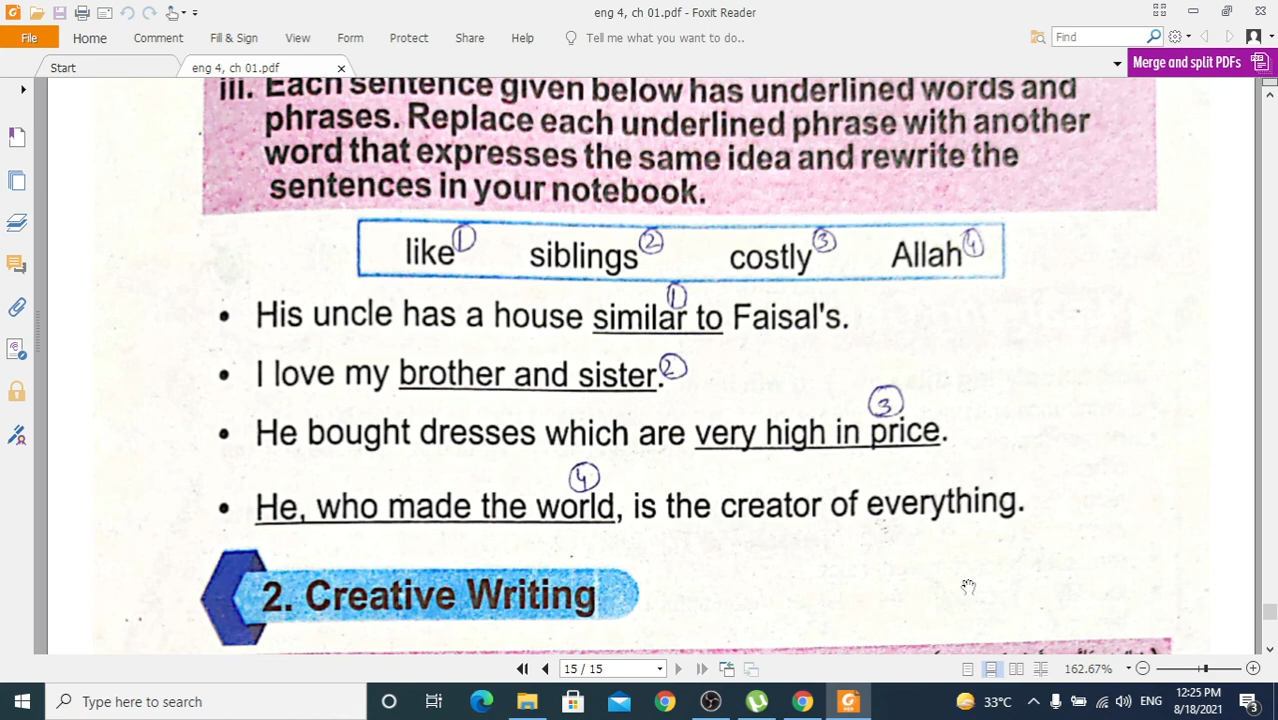 eng 4, ch 01.pdf - Foxit Reader
File Home Comment Fill & Sign View Form Protect Share Help Tell me what you want to do.. Find
Start eng 4, ch 01.pdf Merge and split PDFs
iii. Each sentence given below has underlined words and
phrases. Replace each underlined phrase with another
word that expresses the same idea and rewrite the
sentences in your notebook.
like ① siblings ② costly ③ Allah ④
①
• His uncle has a house similar to Faisal's.
• I love my brother and sister. ②
③
• He bought dresses which are very high in price.
④
• He, who made the world, is the creator of everything.
2. Creative Writing
15 / 15 162.67%
Type here to search 33°C ENG 12:25 PM
8/18/2021 3